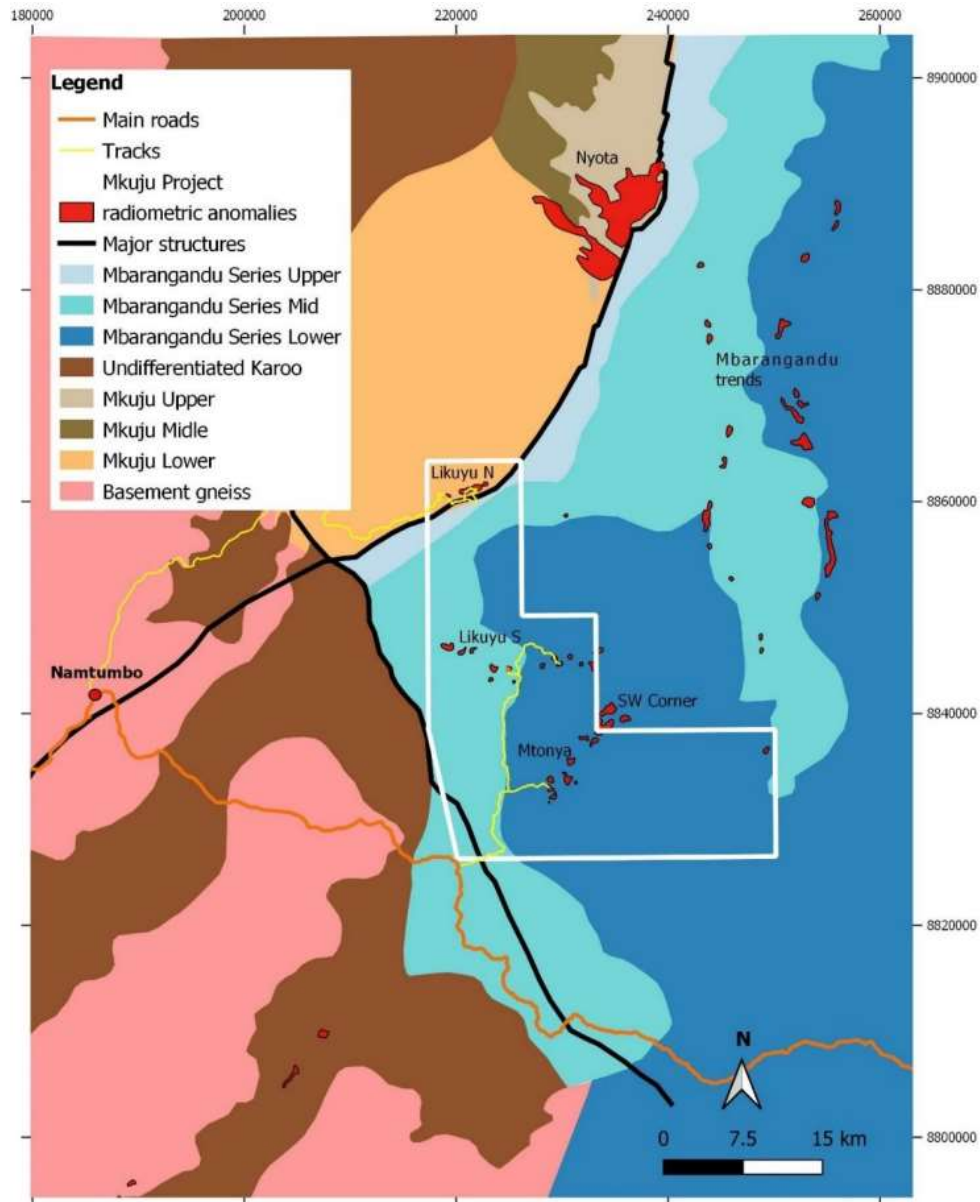 180000
200000
220000
240000
260000
Legend
Main roads
Tracks
Mkuju Project
radiometric anomalies
Major structures
Mbarangandu Series Upper
Mbarangandu Series Mid
Mbarangandu Series Lower
Undifferentiated Karoo
Mkuju Upper
Mkuju Midle
Mkuju Lower
Basement gneiss
8900000
Nyota
8880000
Mbarangandu
trends
Likuyu N
8860000
Likuyu S
Namtumbo
SW Corner
8840000
Mtonya
8820000
N
0 7.5 15 km
8800000